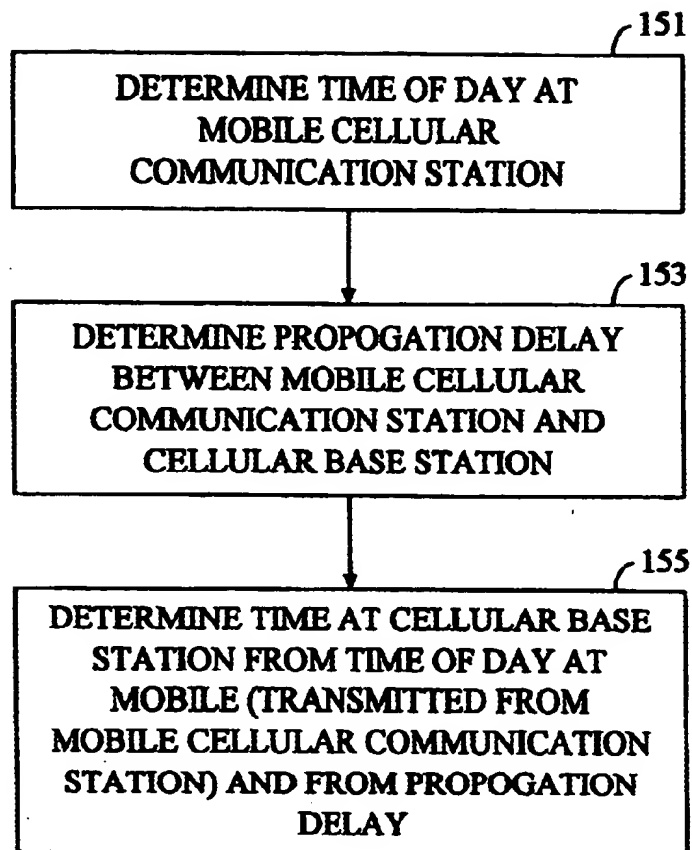 151
DETERMINE TIME OF DAY AT
MOBILE CELLULAR
COMMUNICATION STATION
153
DETERMINE PROPOGATION DELAY
BETWEEN MOBILE CELLULAR
COMMUNICATION STATION AND
CELLULAR BASE STATION
155
DETERMINE TIME AT CELLULAR BASE
STATION FROM TIME OF DAY AT
MOBILE (TRANSMITTED FROM
MOBILE CELLULAR COMMUNICATION
STATION) AND FROM PROPOGATION
DELAY